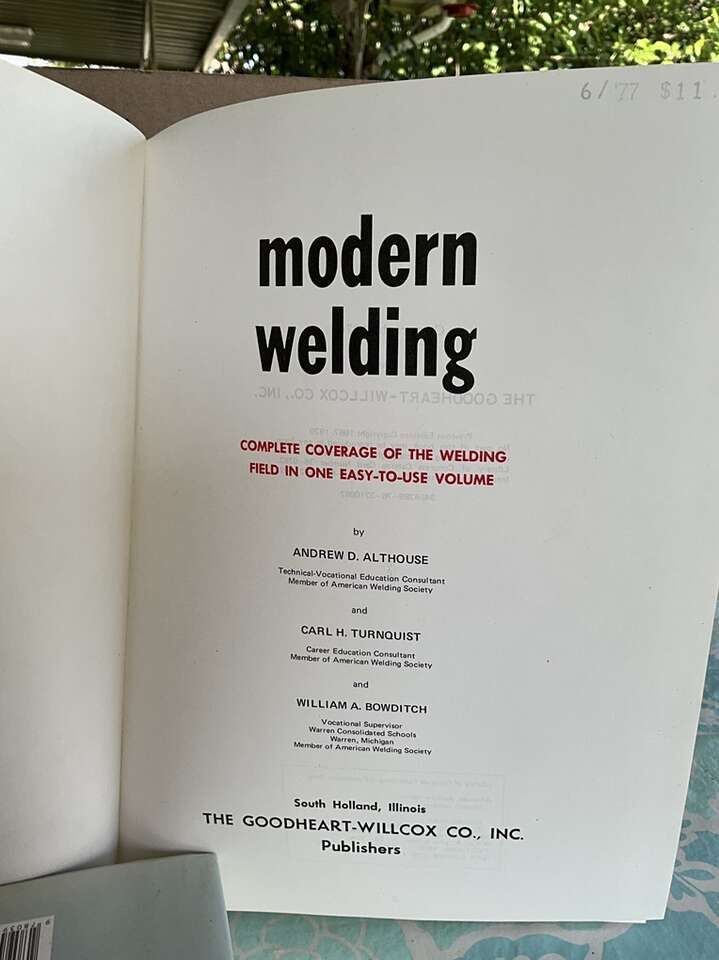 6/'77 $11.
modern
welding
COMPLETE COVERAGE OF THE WELDING
FIELD IN ONE EASY-TO-USE VOLUME
by
ANDREW D. ALTHOUSE
Technical-Vocational Education Consultant
Member of American Welding Society
and
CARL H. TURNQUIST
Career Education Consultant
Member of American Welding Society
and
WILLIAM A. BOWDITCH
Vocational Supervisor
Warren Consolidated Schools
Warren, Michigan
Member of American Welding Society
South Holland, Illinois
THE GOODHEART-WILLCOX CO., INC.
Publishers